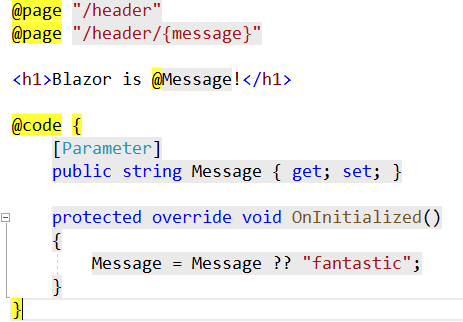 @page "/header"
@page "/header/{message}"
<h1>Blazor is @Message!</h1>
@code {
[Parameter]
public string Message { get; set; }
protected override void OnInitialized()
{
Message = Message ?? "fantastic";
}
}